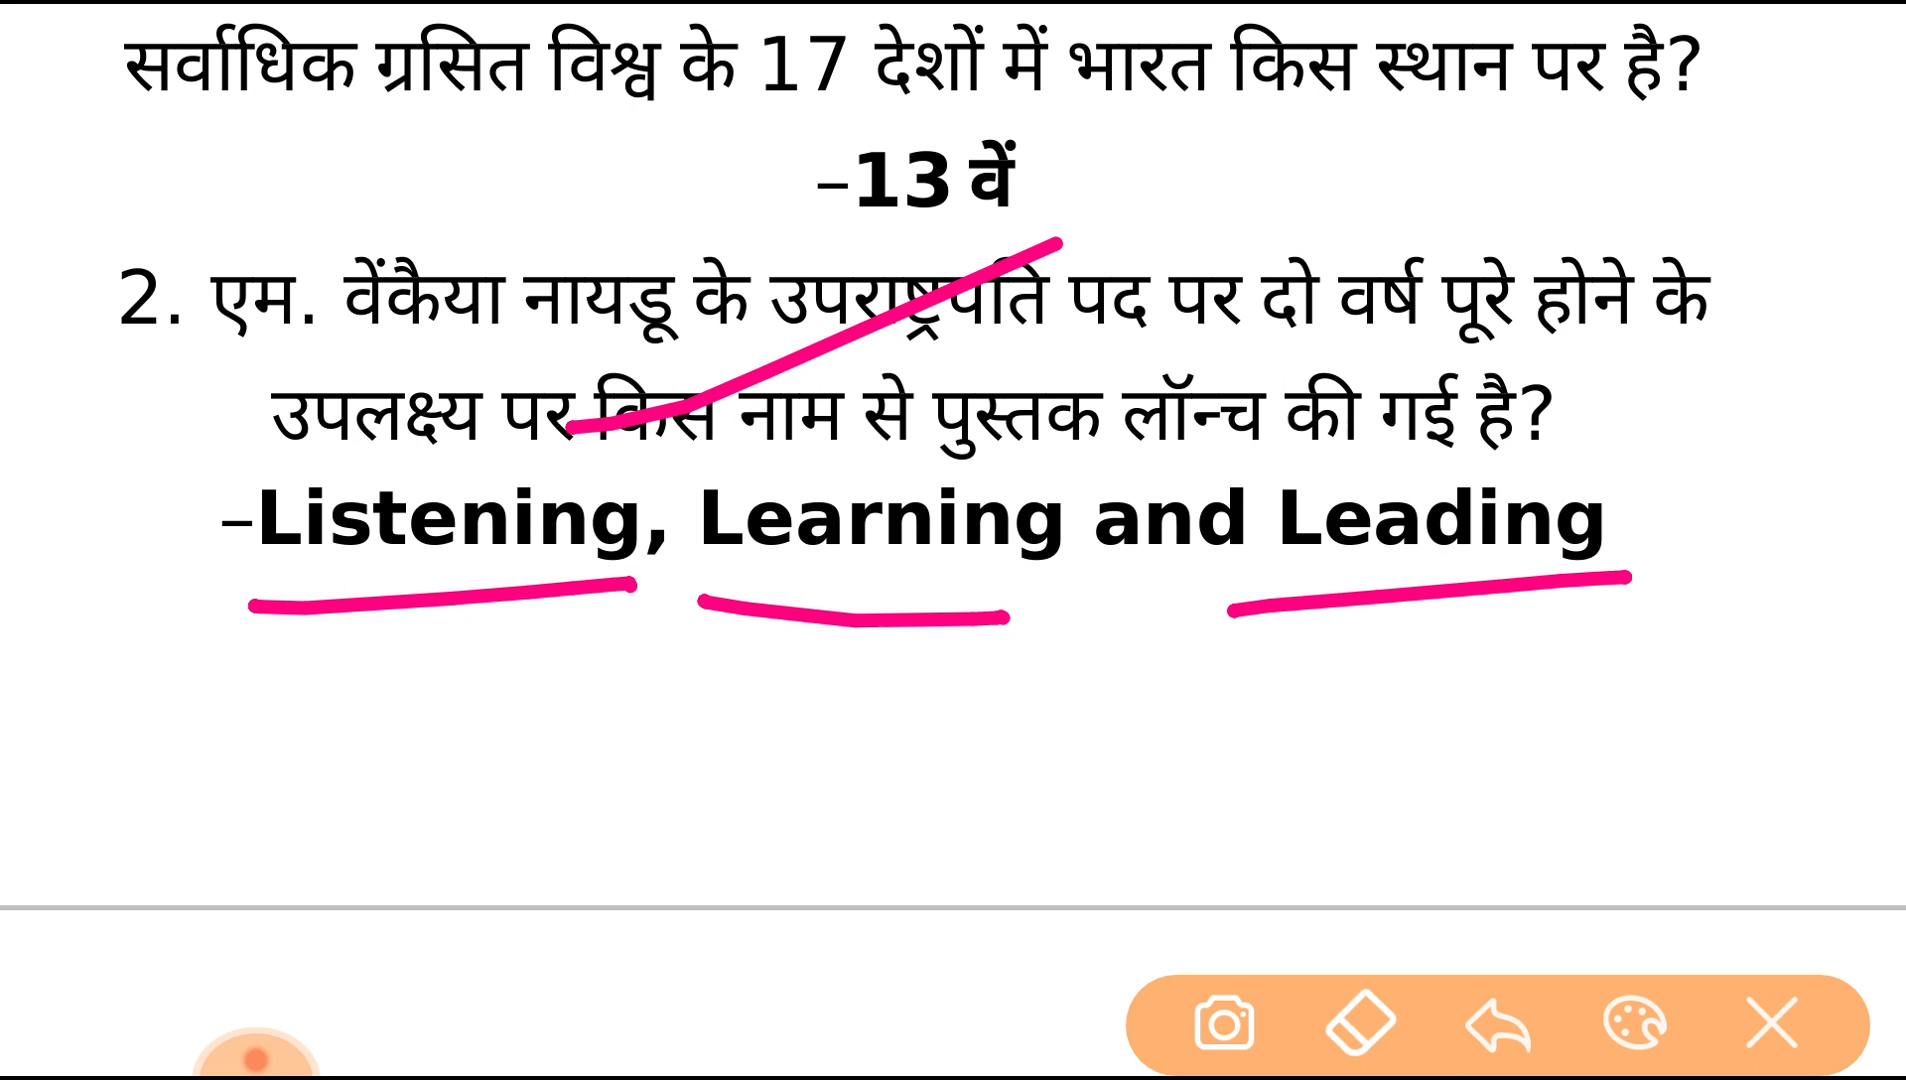 सर्वाधिक ग्रसित विश्व के 17 देशों में भारत किस स्थान पर है?
–13 वें
2. एम. वेंकैया नायडू के उपराष्ट्रपति पद पर दो वर्ष पूरे होने के
उपलक्ष्य पर किस नाम से पुस्तक लॉन्च की गई है?
–Listening, Learning and Leading